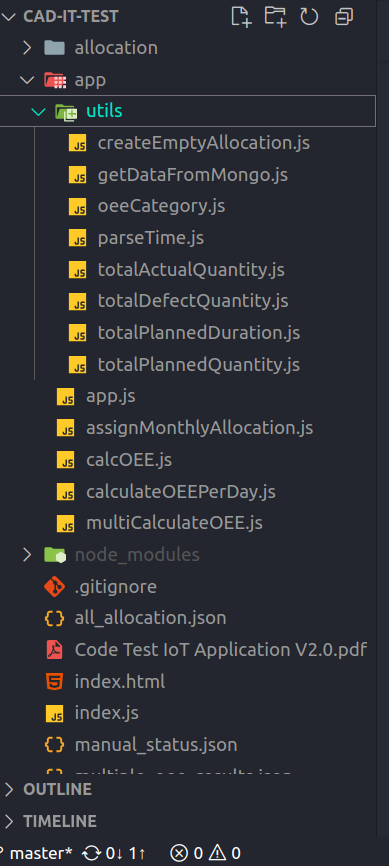 CAD-IT-TEST
allocation
app
utils
createEmptyAllocation.js
getDataFromMongo.js
oeeCategory.js
parseTime.js
totalActualQuantity.js
totalDefectQuantity.js
totalPlannedDuration.js
totalPlannedQuantity.js
app.js
assignMonthlyAllocation.js
calcOEE.js
calculateOEEPerDay.js
multiCalculateOEE.js
node_modules
.gitignore
all_allocation.json
Code Test IoT Application V2.0.pdf
index.html
index.js
manual_status.json
OUTLINE
TIMELINE
master* 0↓ 1↑ 0 0